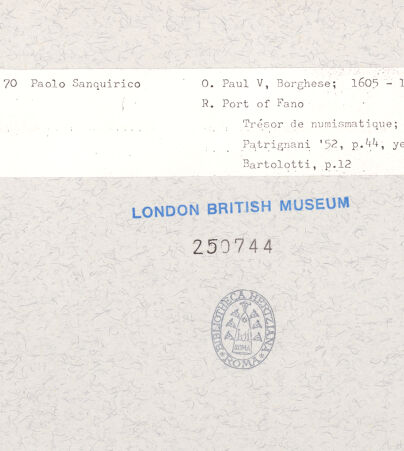 70 Paolo Sanquirico O. Paul V, Borghese; 1605 - 1
R. Port of Fano
Trésor de numismatique;
Patrignani '52, p.44, ye
Bartolotti, p.12
LONDON BRITISH MUSEUM
250744
BIBLIOTHECA HERTZIANA
ROMA